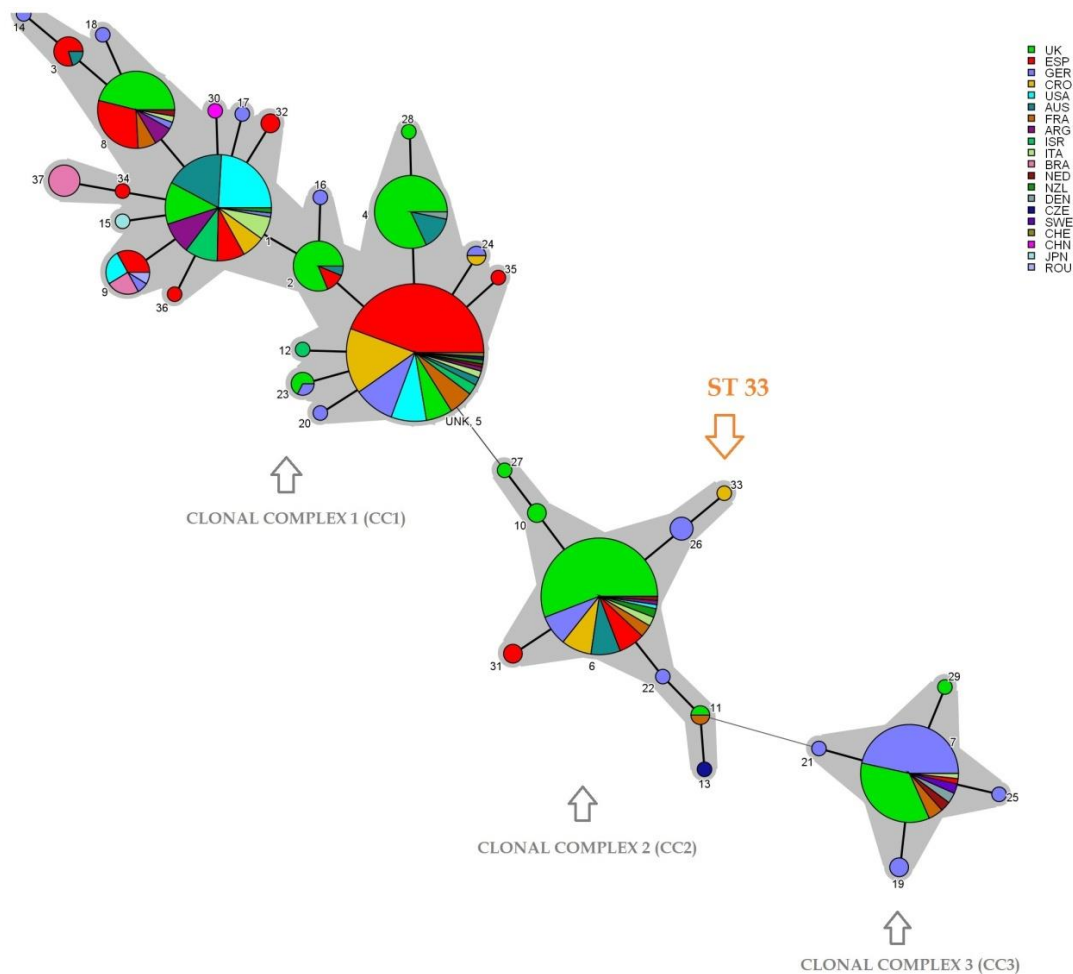 14
18
3
8
30
17
32
28
37
34
16
4
15
1
24
2
35
9
36
12
23
20
UNK, 5
UK
ESP
GER
CRO
USA
AUS
FRA
ARG
ISR
ITA
BRA
NED
NZL
DEN
CZE
SWE
CHE
CHN
JPN
ROU
ST 33
CLONAL COMPLEX 1 (CC1)
27
33
10
26
31
6
22
11
29
7
21
13
25
CLONAL COMPLEX 2 (CC2)
19
CLONAL COMPLEX 3 (CC3)